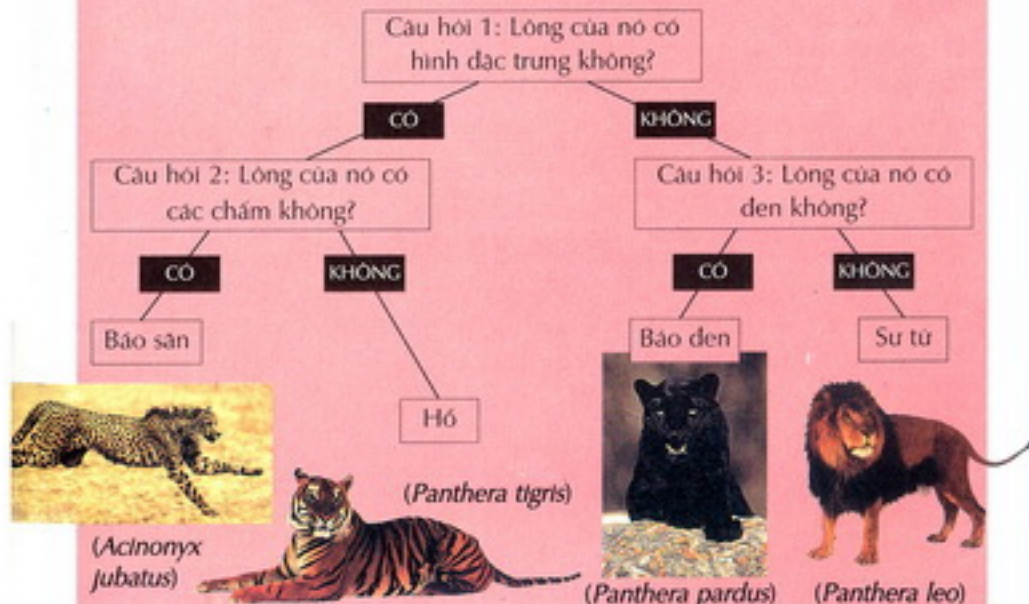 Câu hỏi 1: Lông của nó có
hình đặc trưng không?
CÓ
KHÔNG
Câu hỏi 2: Lông của nó có
các chấm không?
Câu hỏi 3: Lông của nó có
đen không?
CÓ
KHÔNG
CÓ
KHÔNG
Báo săn
Báo đen
Sư tử
Hổ
(Panthera tigris)
(Acinonyx
jubatus)
(Panthera pardus)
(Panthera leo)